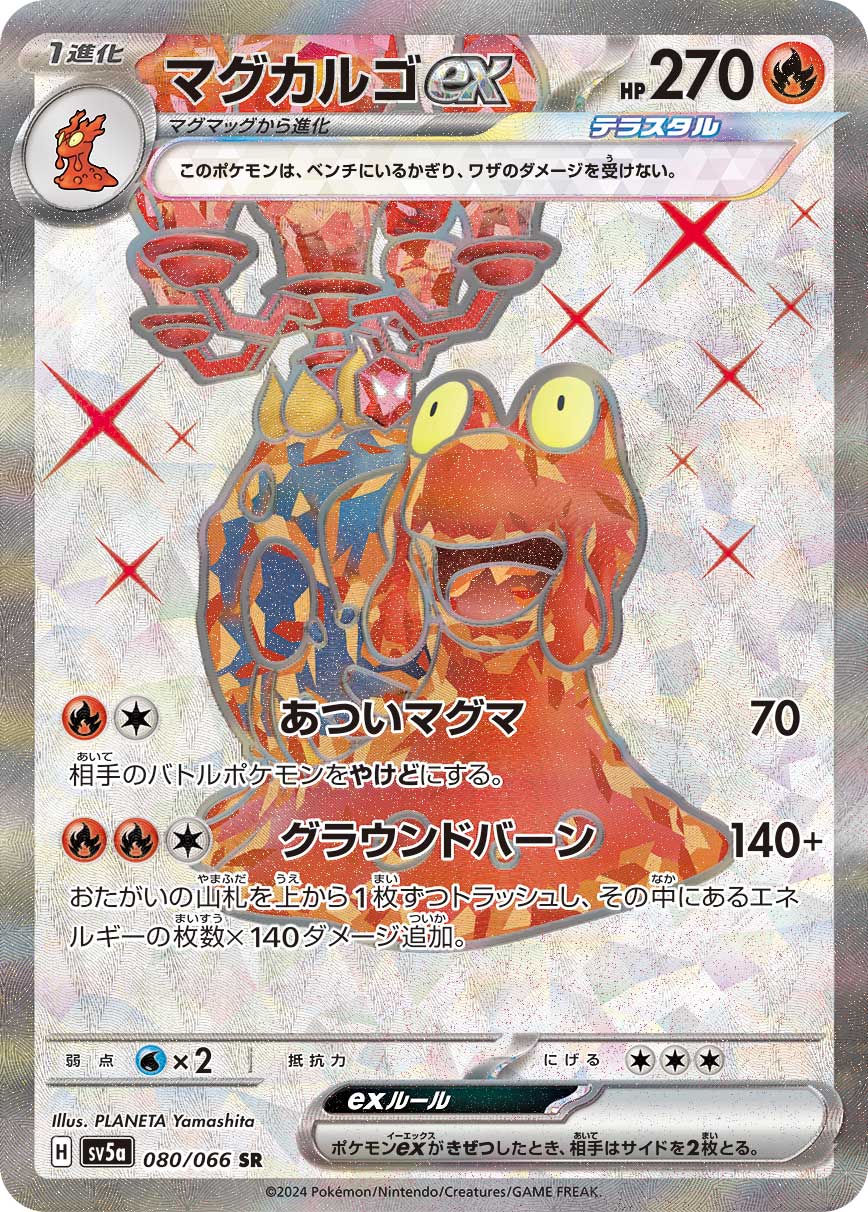 1進化
マグカルゴex
HP270
マグマッグから進化
テラスタル
このポケモンは、ベンチにいるかぎり、ワザのダメージを受けない。
あついマグマ 70
相手のバトルポケモンをやけどにする。
グラウンドバーン 140+
おたがいの山札を上から1枚ずつトラッシュし、その中にあるエネ
ルギーの枚数×140ダメージ追加。
弱点 ×2 抵抗力 にげる
exルール
ポケモンexがきぜつしたとき、相手はサイドを2枚とる。
Illus. PLANETA Yamashita
H sv5a 080/066 SR
©2024 Pokémon/Nintendo/Creatures/GAME FREAK.